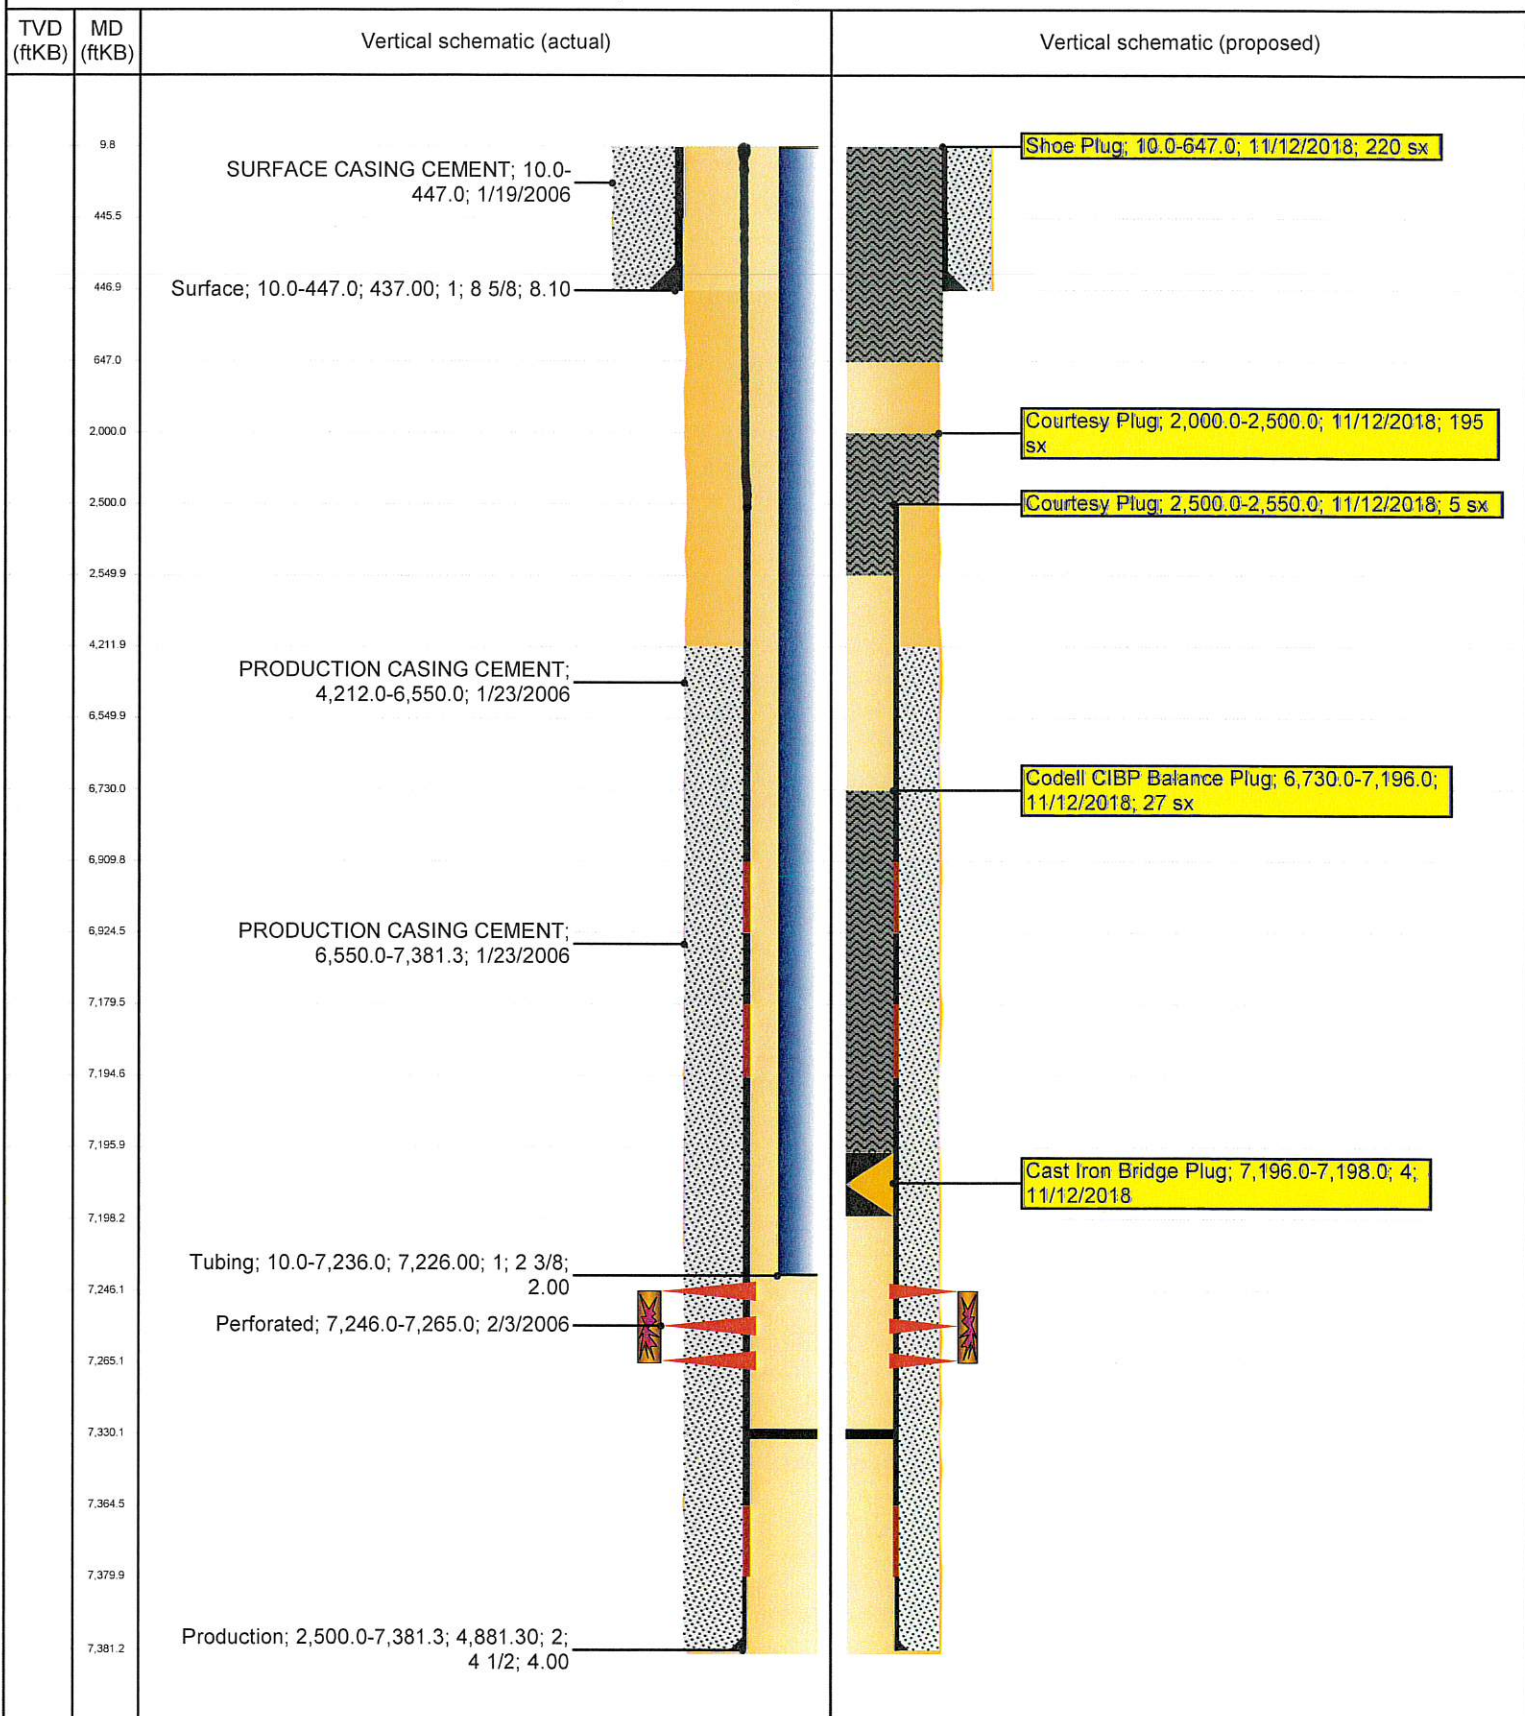 TVD
(ftKB)
MD
(ftKB)
Vertical schematic (actual)
Vertical schematic (proposed)
9.8
445.5
446.9
647.0
2,000.0
2,500.0
2,549.9
4,211.9
6,549.9
6,730.0
6,909.8
6,924.5
7,179.5
7,194.6
7,195.9
7,198.2
7,246.1
7,265.1
7,330.1
7,364.5
7,379.9
7,381.2
SURFACE CASING CEMENT; 10.0-
447.0; 1/19/2006
Surface; 10.0-447.0; 437.00; 1; 8 5/8; 8.10
PRODUCTION CASING CEMENT;
4,212.0-6,550.0; 1/23/2006
PRODUCTION CASING CEMENT;
6,550.0-7,381.3; 1/23/2006
Tubing; 10.0-7,236.0; 7,226.00; 1; 2 3/8;
2.00
Perforated; 7,246.0-7,265.0; 2/3/2006
Production; 2,500.0-7,381.3; 4,881.30; 2;
4 1/2; 4.00
Shoe Plug; 10.0-647.0; 11/12/2018; 220 sx
Courtesy Plug; 2,000.0-2,500.0; 11/12/2018; 195
sx
Courtesy Plug; 2,500.0-2,550.0; 11/12/2018; 5 sx
Codell CIBP Balance Plug; 6,730.0-7,196.0;
11/12/2018; 27 sx
Cast Iron Bridge Plug; 7,196.0-7,198.0; 4;
11/12/2018